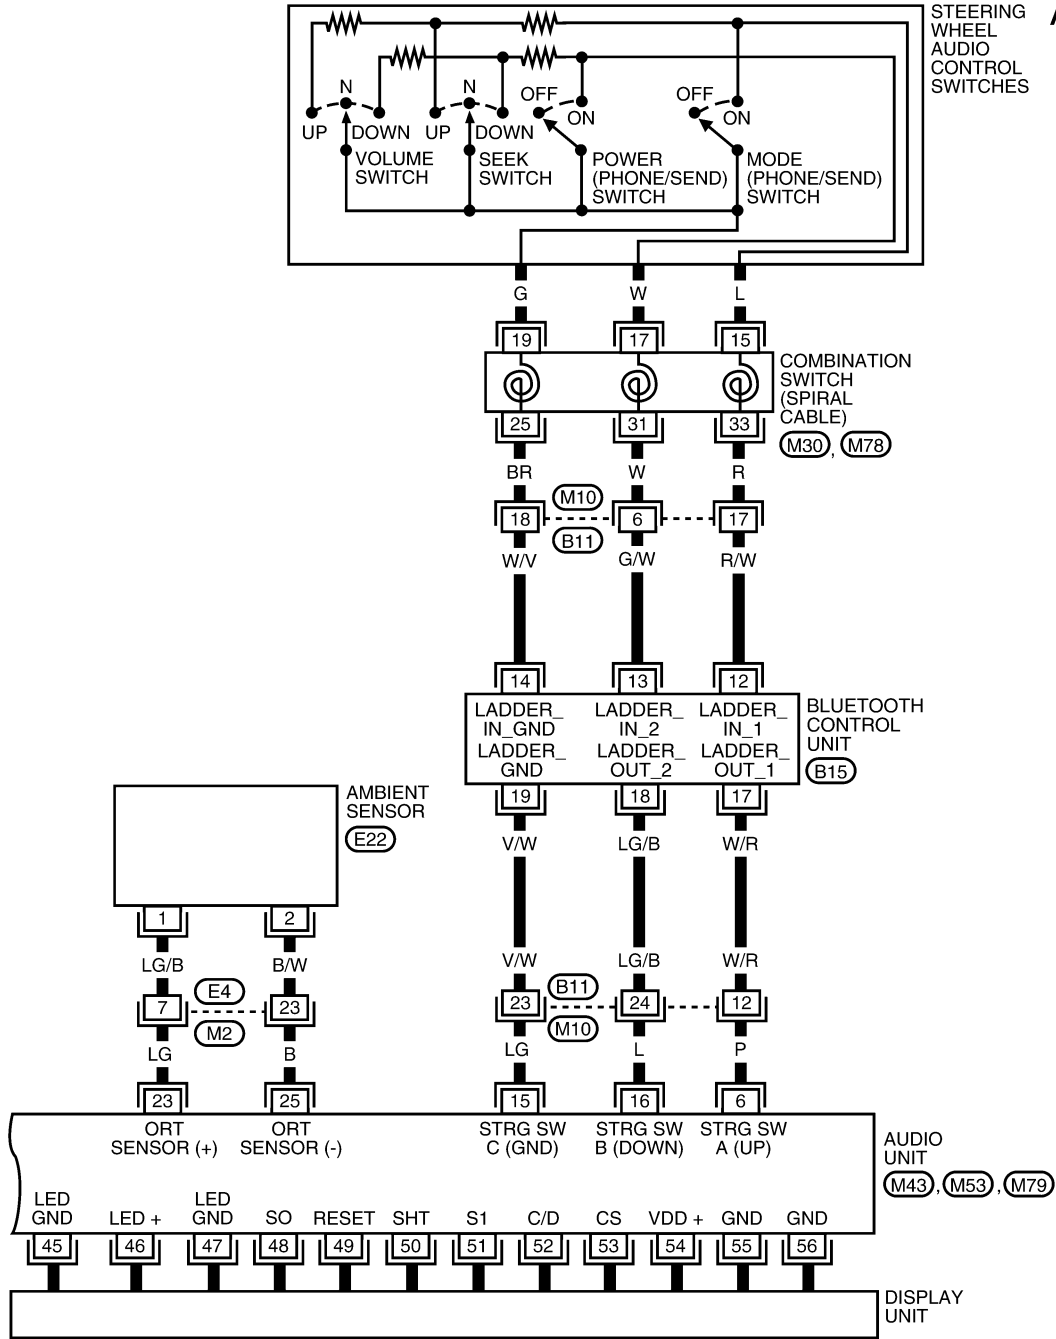 STEERING
WHEEL
AUDIO
CONTROL
SWITCHES
N
N
OFF
ON
OFF
ON
UP
DOWN
UP
DOWN
VOLUME
SWITCH
SEEK
SWITCH
POWER
(PHONE/SEND)
SWITCH
MODE
(PHONE/SEND)
SWITCH
G W L
19 17 15
COMBINATION
SWITCH
(SPIRAL
CABLE)
M30, M78
25 31 33
BR W R
M10
18 6 17
B11
W/V G/W R/W
14 13 12
LADDER_
IN_GND
LADDER_
IN_2
LADDER_
IN_1
LADDER_
GND
LADDER_
OUT_2
LADDER_
OUT_1
BLUETOOTH
CONTROL
UNIT
B15
19 18 17
V/W LG/B W/R
AMBIENT
SENSOR
E22
1 2
LG/B B/W
V/W LG/B W/R
E4
7 23
M2
B11
23 24 12
M10
LG B
LG L P
23 25 15 16 6
ORT
SENSOR (+)
ORT
SENSOR (-)
STRG SW
C (GND)
STRG SW
B (DOWN)
STRG SW
A (UP)
AUDIO
UNIT
M43, M53, M79
LED
GND
LED +
LED
GND
SO
RESET
SHT
S1
C/D
CS
VDD +
GND
GND
45 46 47 48 49 50 51 52 53 54 55 56
DISPLAY
UNIT